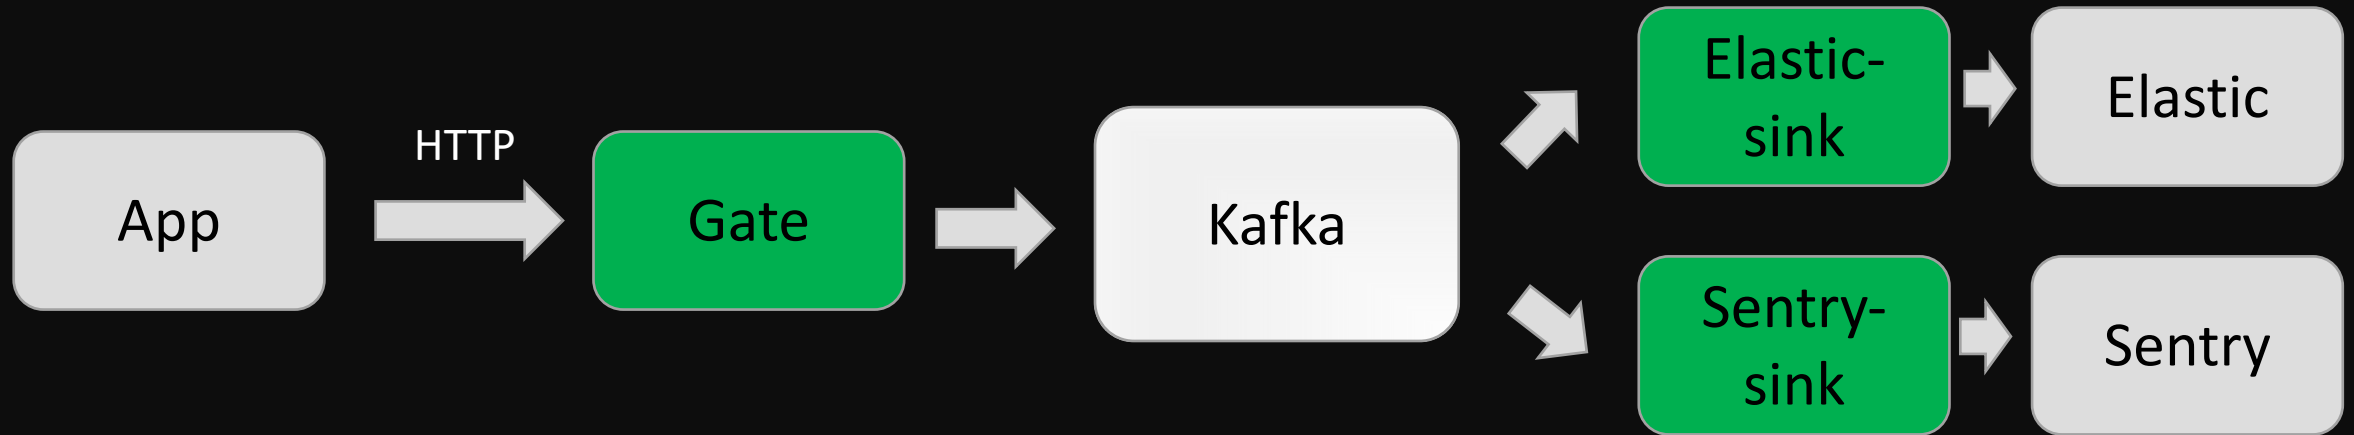 App
HTTP
Gate
Kafka
Elastic-
sink
Elastic
Sentry-
sink
Sentry